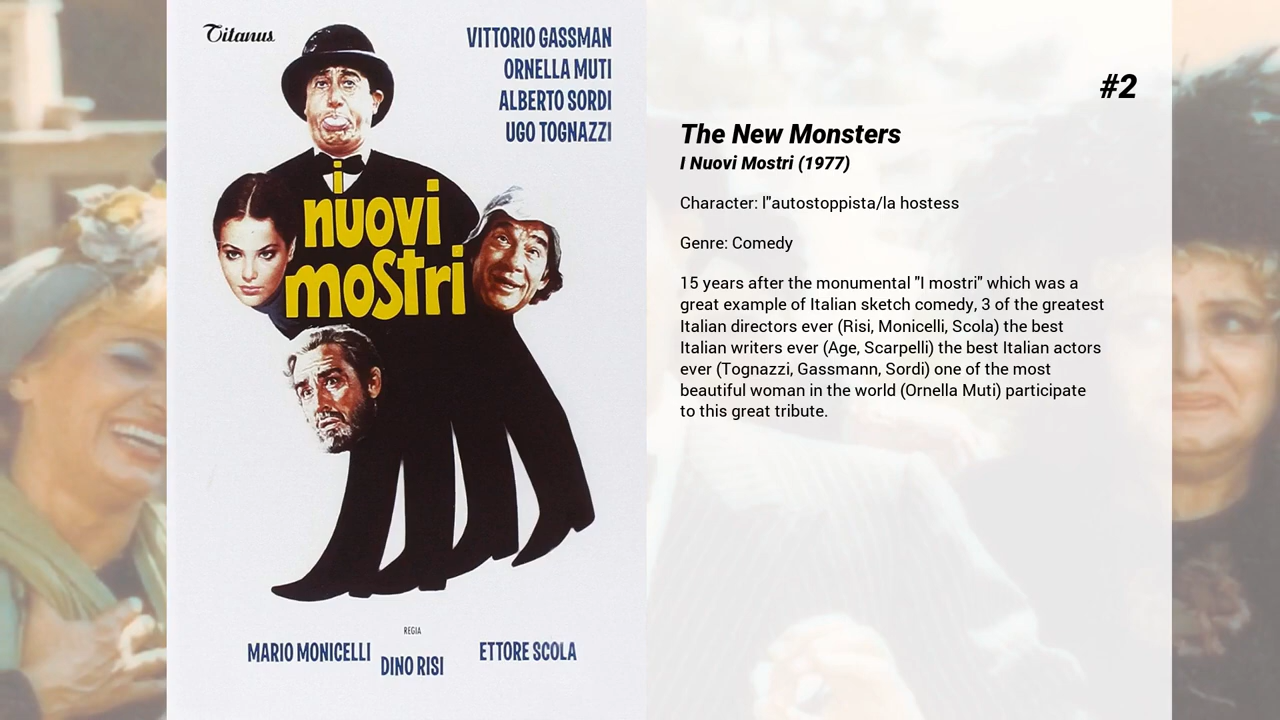 Titanus
VITTORIO GASSMAN
ORNELLA MUTI
ALBERTO SORDI
UGO TOGNAZZI
i
nuovi
mostri
REGIA
MARIO MONICELLI
DINO RISI
ETTORE SCOLA
#2
The New Monsters
I Nuovi Mostri (1977)
Character: l"autostoppista/la hostess
Genre: Comedy
15 years after the monumental "I mostri" which was a
great example of Italian sketch comedy, 3 of the greatest
Italian directors ever (Risi, Monicelli, Scola) the best
Italian writers ever (Age, Scarpelli) the best Italian actors
ever (Tognazzi, Gassmann, Sordi) one of the most
beautiful woman in the world (Ornella Muti) participate
to this great tribute.